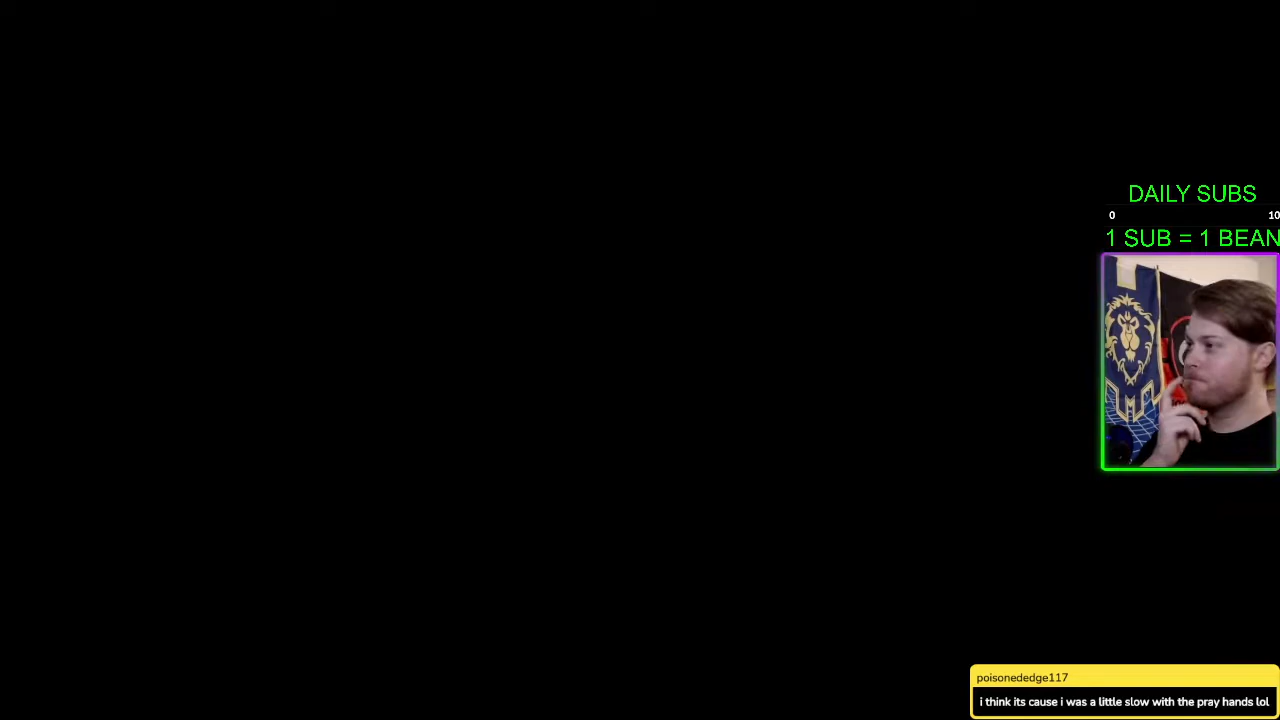 DAILY SUBS
0 10
1 SUB = 1 BEAN
poisonededge117
i think its cause i was a little slow with the pray hands lol